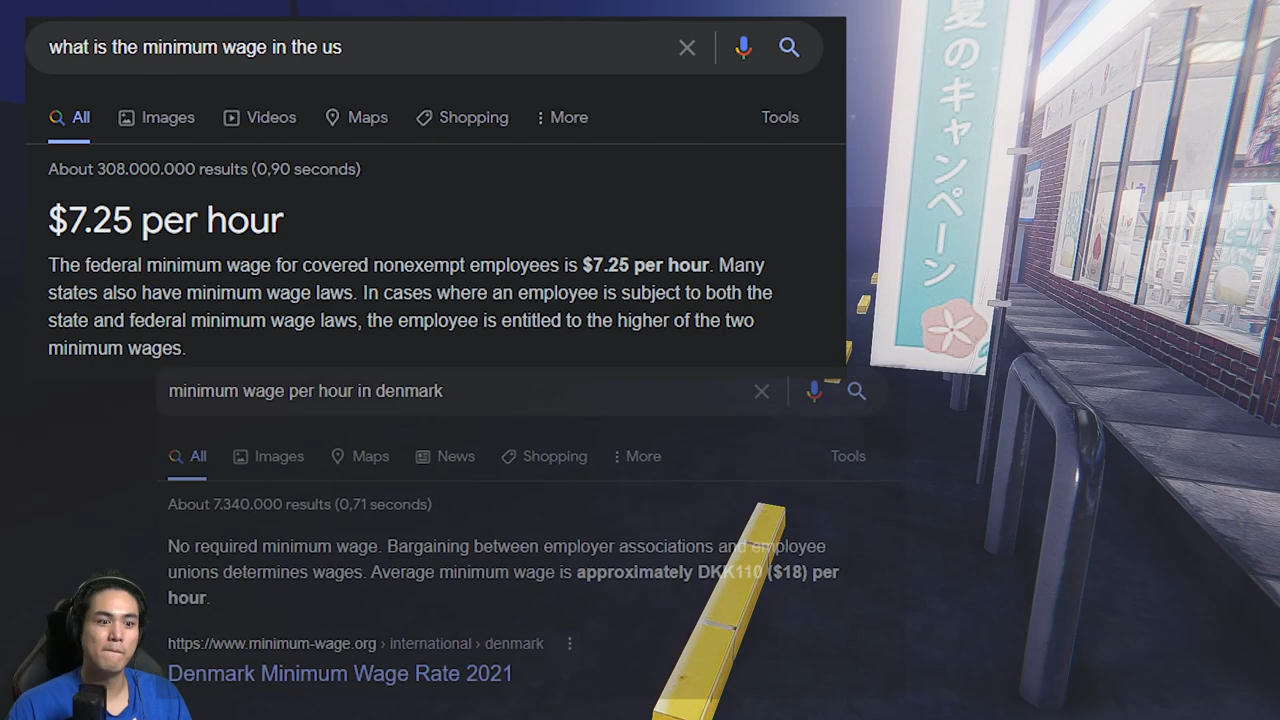 what is the minimum wage in the us
All
Images
Videos
Maps
Shopping
More
Tools
About 308.000.000 results (0,90 seconds)
$7.25 per hour
The federal minimum wage for covered nonexempt employees is $7.25 per hour. Many
states also have minimum wage laws. In cases where an employee is subject to both the
state and federal minimum wage laws, the employee is entitled to the higher of the two
minimum wages.
minimum wage per hour in denmark
All
Images
Maps
News
Shopping
More
Tools
About 7.340.000 results (0,71 seconds)
No required minimum wage. Bargaining between employer associations and employee
unions determines wages. Average minimum wage is approximately DKK110 ($18) per
hour.
https://www.minimum-wage.org › international › denmark
Denmark Minimum Wage Rate 2021
夏のキャンペーン